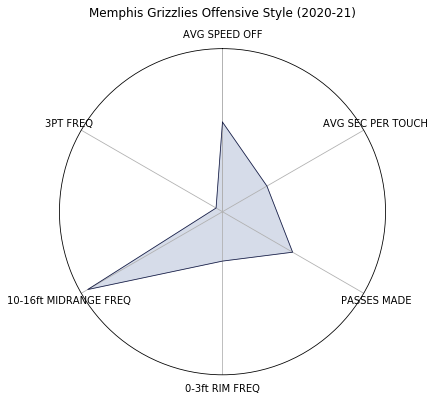 Memphis Grizzlies Offensive Style (2020-21)
AVG SPEED OFF
3PT FREQ
AVG SEC PER TOUCH
10-16ft MIDRANGE FREQ
PASSES MADE
0-3ft RIM FREQ